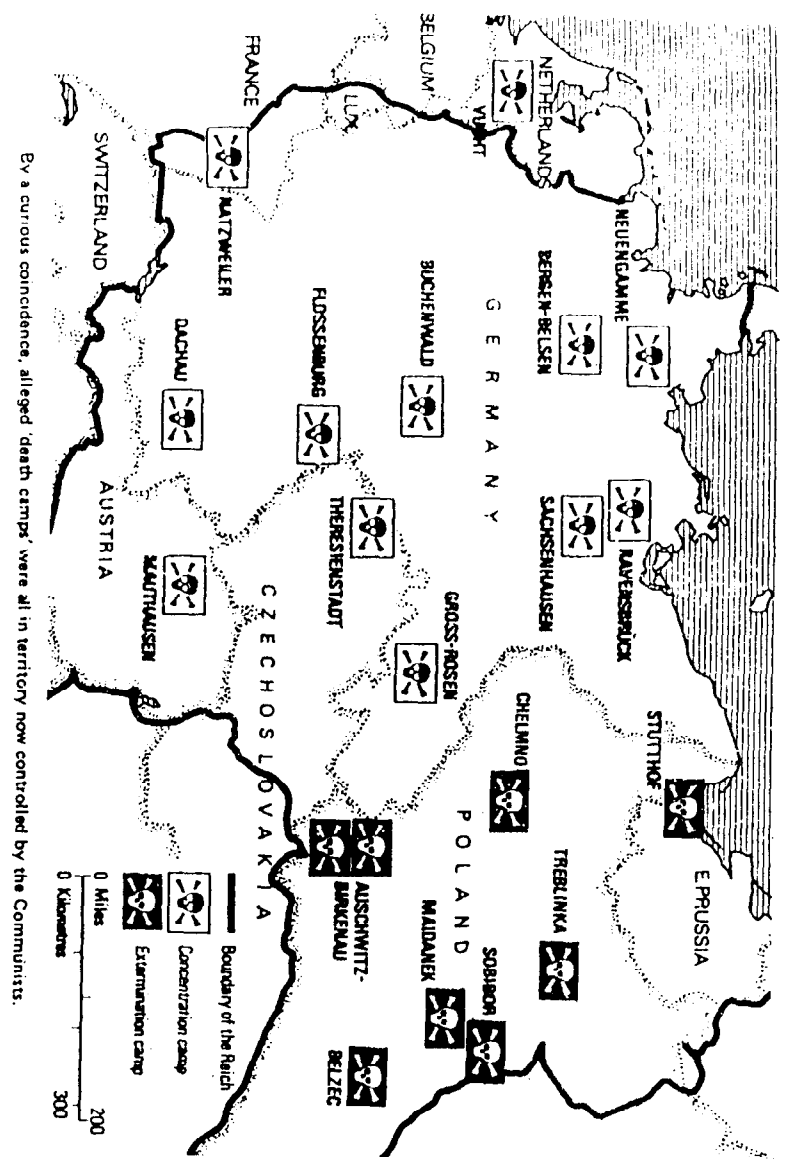 NETHERLANDS
NEUENGAMME
RAVENSBRÜCK
STUTTHOF
E.PRUSSIA
BERGEN-BELSEN
SACHSENHAUSEN
TREBLINKA
VUGHT
GERMANY
CHELMNO
SOBIBOR
BELGIUM
BUCHENWALD
GROSS-ROSEN
POLAND
MAIDANEK
LUX
FLOSSENBURG
THERESIENSTADT
AUSCHWITZ-
BIRKENAU
BELZEC
FRANCE
NATZWEILER
CZECHOSLOVAKIA
DACHAU
MAUTHAUSEN
SWITZERLAND
AUSTRIA
Boundary of the Reich
Concentration camp
Extermination camp
0 Miles 200
0 Kilometres 300
By a curious coincidence, alleged 'death camps' were all in territory now controlled by the Communists.